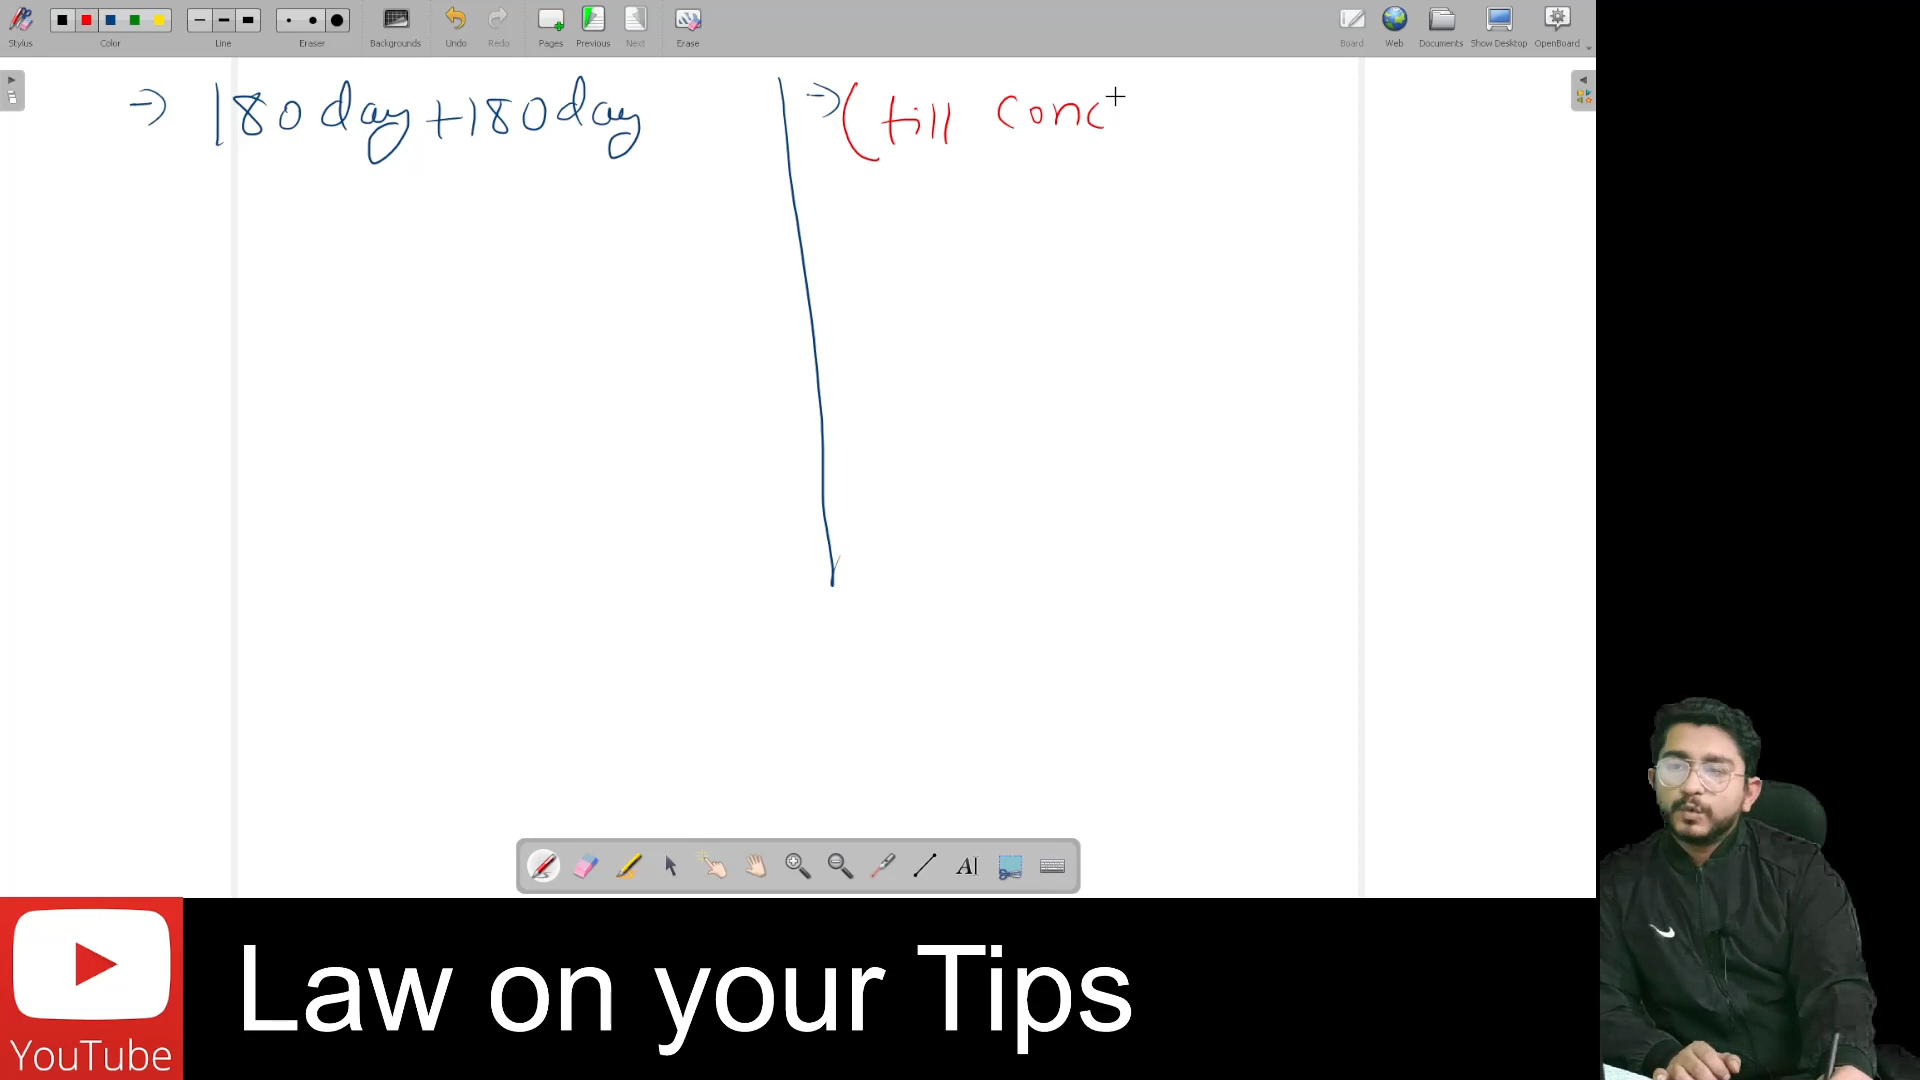 Stylus
Color
Line
Eraser
Backgrounds
Undo
Redo
Pages
Previous
Next
Erase
Board
Web
Documents
Show Desktop
OpenBoard
⇒ 180 day + 180 day
⇒ (till conc
A
YouTube
Law on your Tips